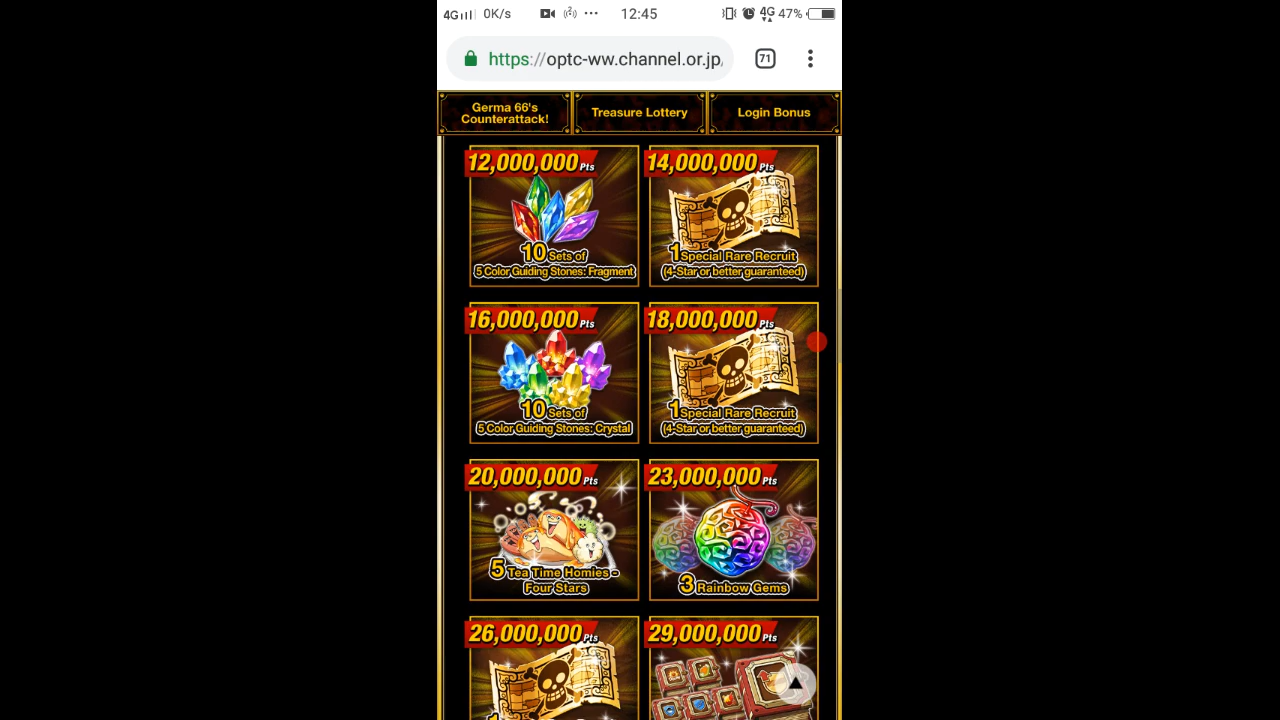 4G 0K/s 12:45 4G 47%
https://optc-ww.channel.or.jp/ 71
Germa 66's
Counterattack!
Treasure Lottery
Login Bonus
12,000,000 Pts
10 Sets of
5 Color Guiding Stones: Fragment
14,000,000 Pts
1 Special Rare Recruit
(4-Star or better guaranteed)
16,000,000 Pts
10 Sets of
5 Color Guiding Stones: Crystal
18,000,000 Pts
1 Special Rare Recruit
(4-Star or better guaranteed)
20,000,000 Pts
5 Tea Time Homies -
Four Stars
23,000,000 Pts
3 Rainbow Gems
26,000,000 Pts
29,000,000 Pts